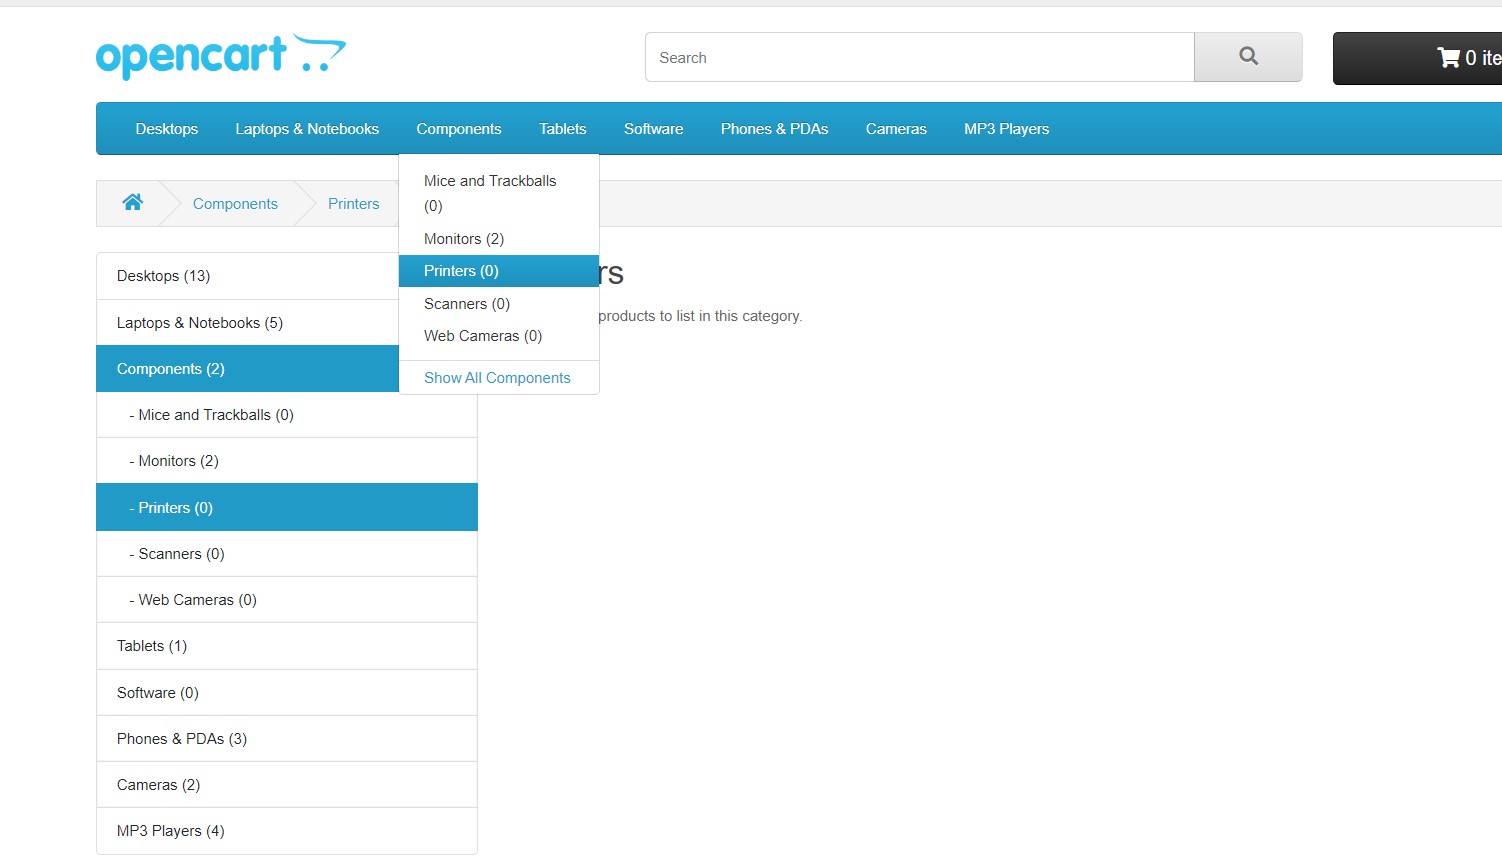 opencart
Search
0 ite
Desktops Laptops & Notebooks Components Tablets Software Phones & PDAs Cameras MP3 Players
Mice and Trackballs
(0)
Monitors (2)
Printers (0)
Scanners (0)
Web Cameras (0)
Show All Components
Components Printers
rs
products to list in this category.
Desktops (13)
Laptops & Notebooks (5)
Components (2)
- Mice and Trackballs (0)
- Monitors (2)
- Printers (0)
- Scanners (0)
- Web Cameras (0)
Tablets (1)
Software (0)
Phones & PDAs (3)
Cameras (2)
MP3 Players (4)